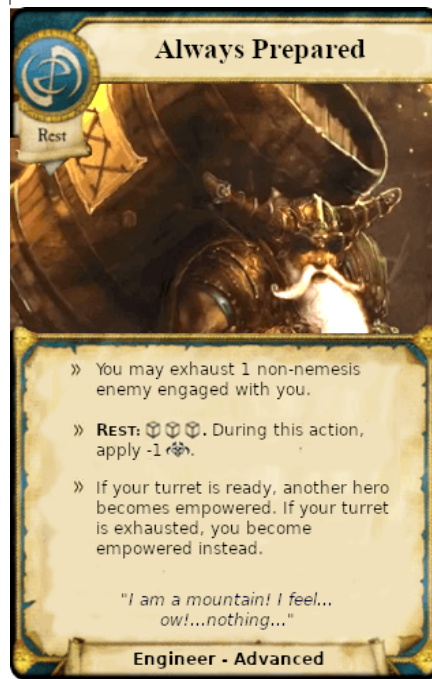 Always Prepared
Rest
» You may exhaust 1 non-nemesis
enemy engaged with you.
» REST: . During this action,
apply -1 .
» If your turret is ready, another hero
becomes empowered. If your turret
is exhausted, you become
empowered instead.
"I am a mountain! I feel...
ow!...nothing..."
Engineer - Advanced